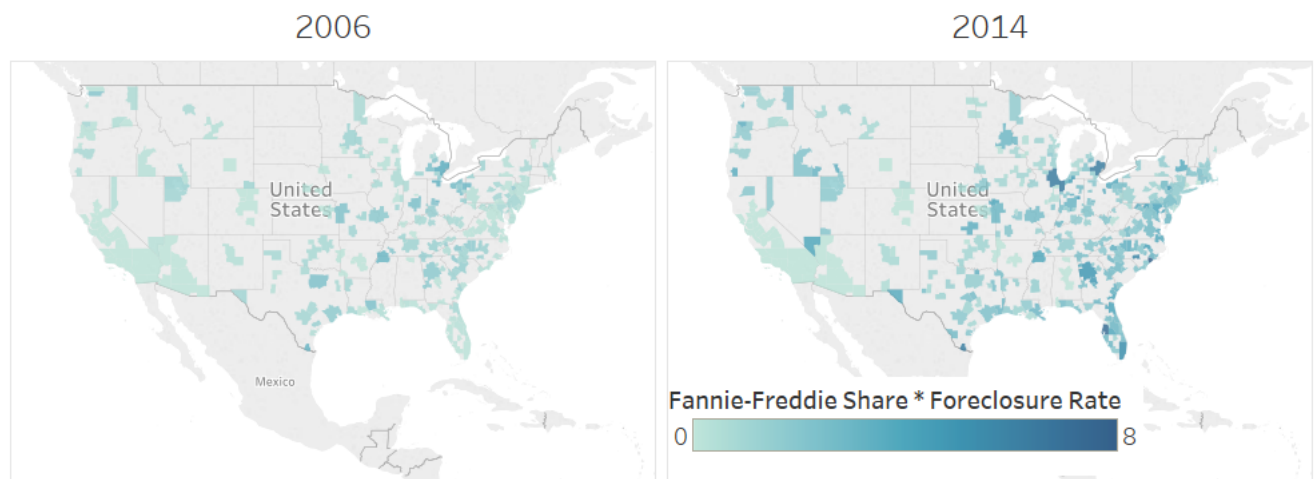 2006
2014
United
States
United
States
Mexico
Fannie-Freddie Share * Foreclosure Rate
0
8